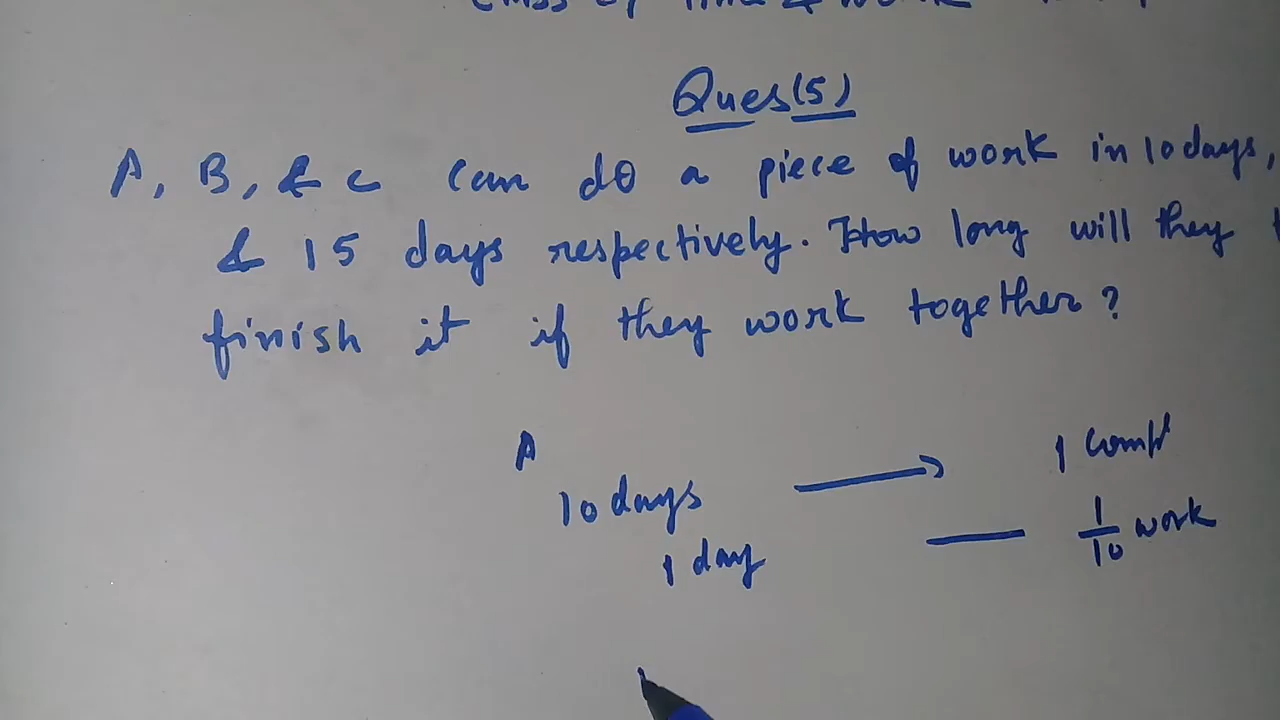 Ques(5)
A, B, & C can do a piece of work in 10 days,
& 15 days respectively. How long will they
finish it if they work together?
A
10 days ⟶ 1 compl
1 day — 1/10 work